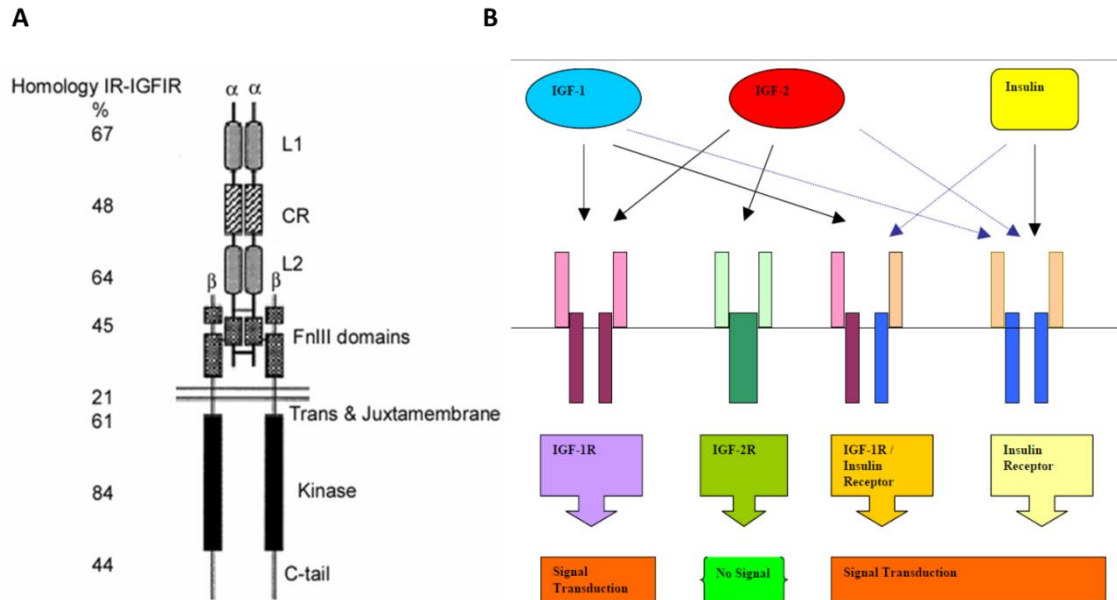 A
B
Homology IR-IGFIR
%
67
48
64
45
21
61
84
44
α α
L1
CR
L2
β β
FnIII domains
Trans & Juxtamembrane
Kinase
C-tail
IGF-1
IGF-2
Insulin
IGF-1R
IGF-2R
IGF-1R /
Insulin
Receptor
Insulin
Receptor
Signal
Transduction
No Signal
Signal Transduction